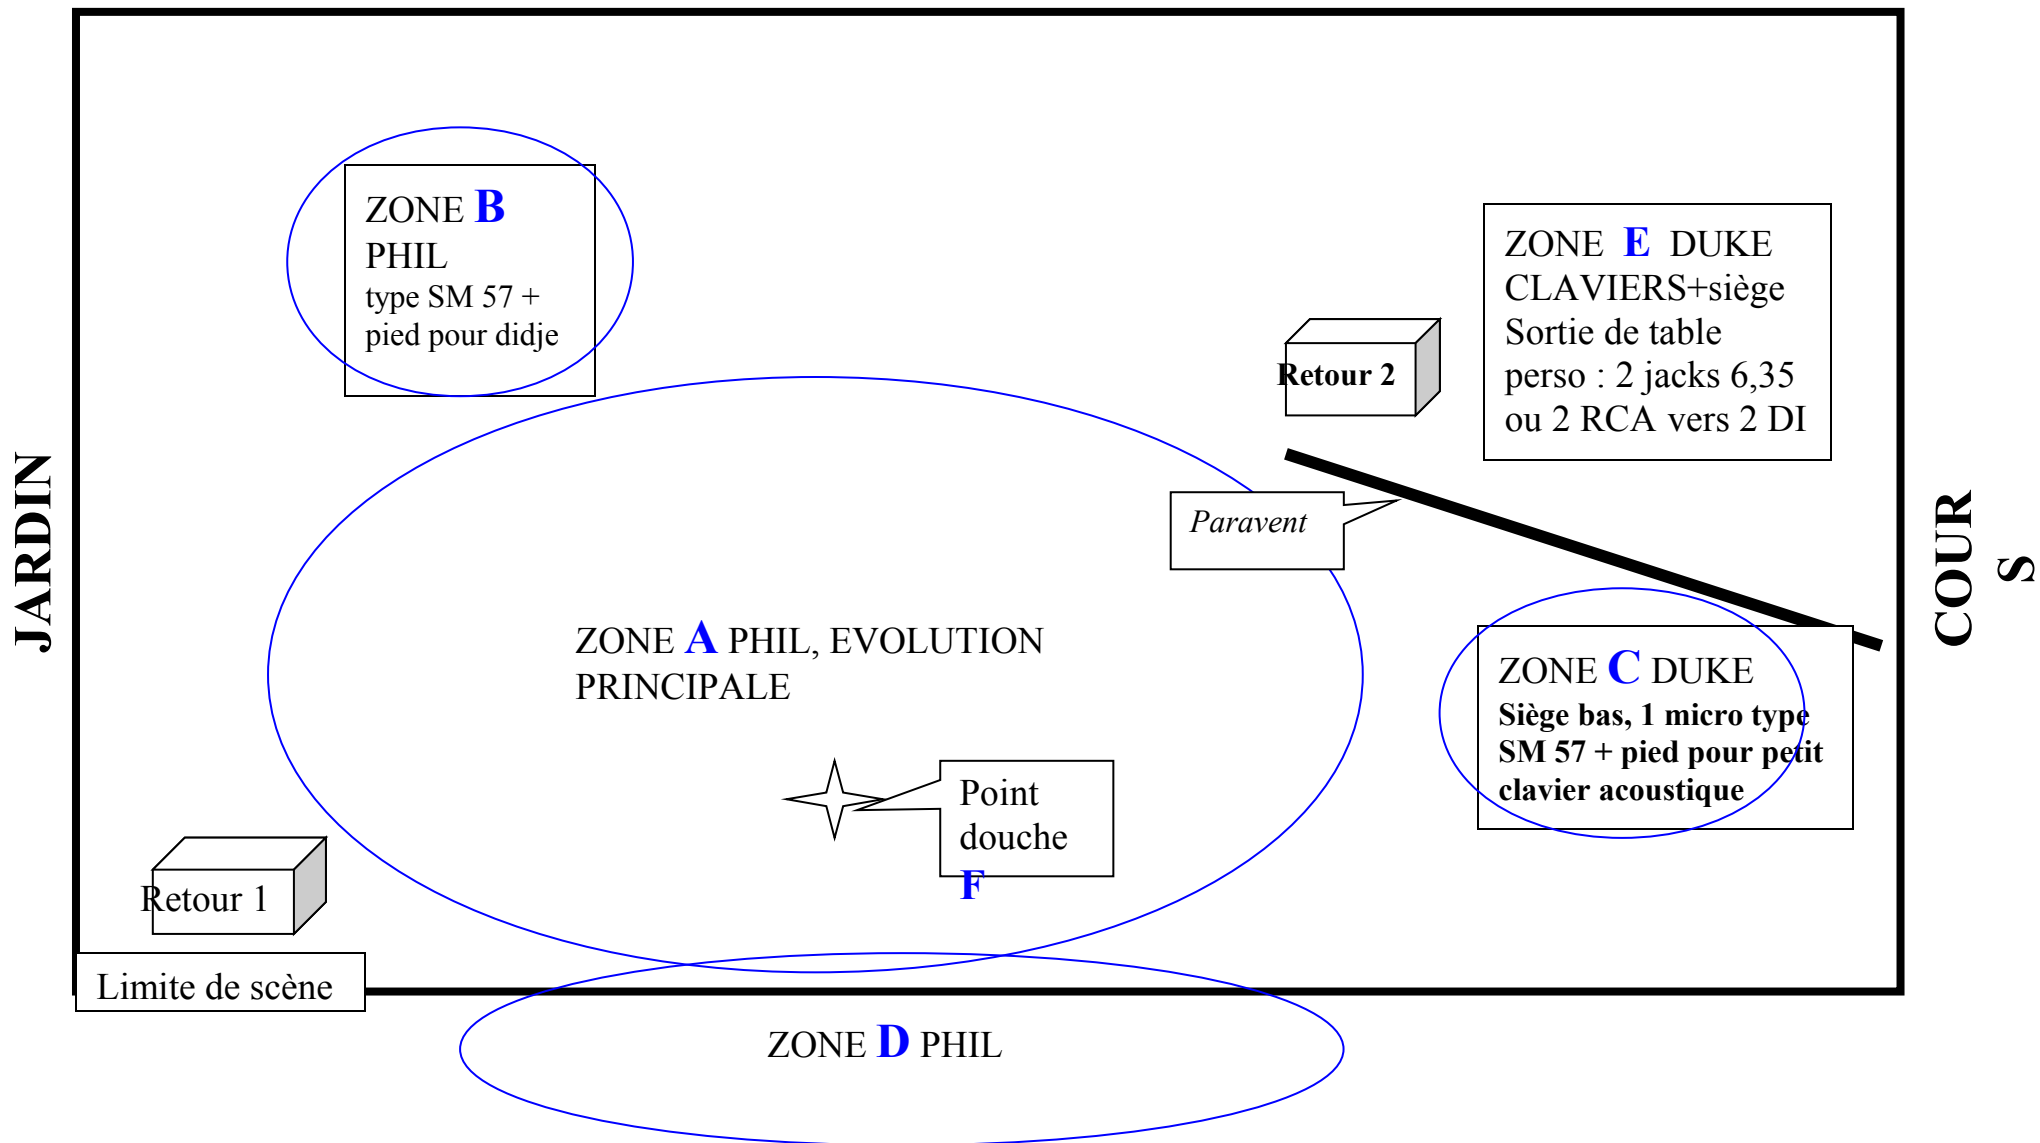 ZONE B
PHIL
type SM 57 +
pied pour didje
ZONE E DUKE
CLAVIERS+siège
Sortie de table
perso : 2 jacks 6,35
ou 2 RCA vers 2 DI
Retour 2
JARDIN
Paravent
COUR
S
ZONE A PHIL, EVOLUTION
PRINCIPALE
ZONE C DUKE
Siège bas, 1 micro type
SM 57 + pied pour petit
clavier acoustique
Point
douche
F
Retour 1
Limite de scène
ZONE D PHIL